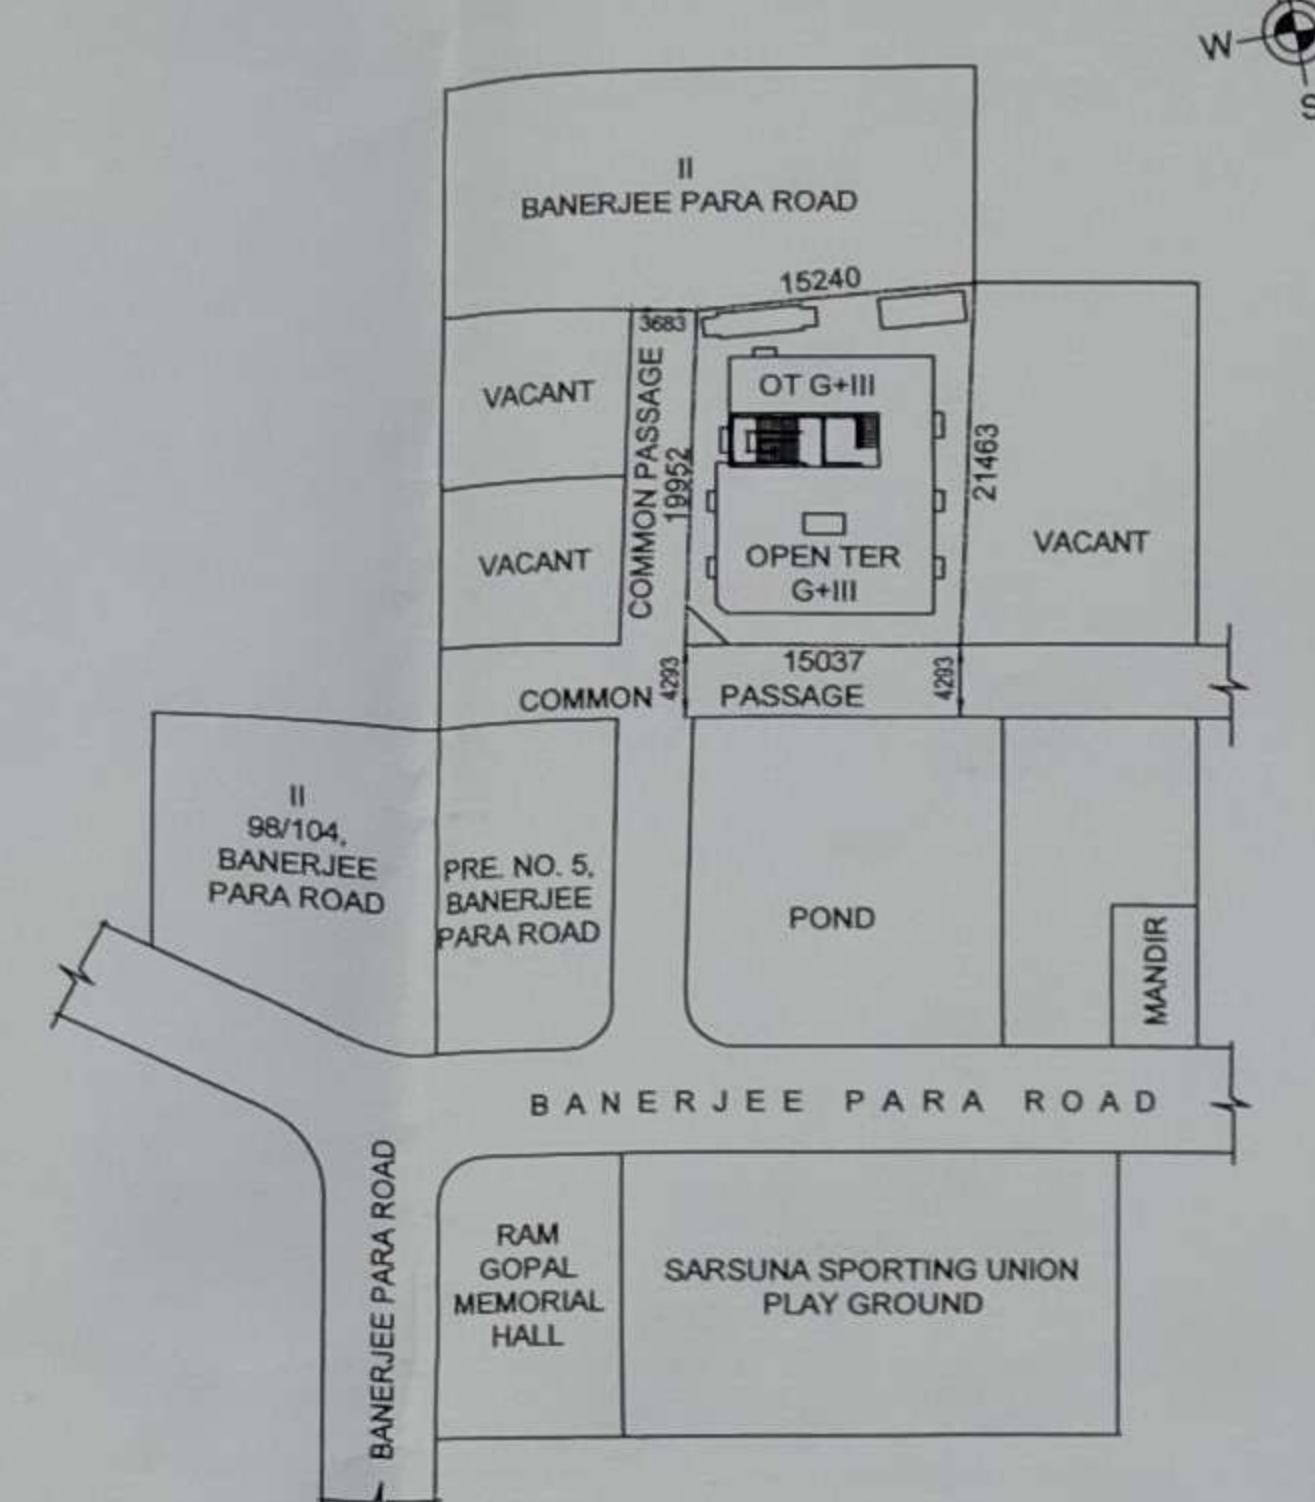 W
S
II
BANERJEE PARA ROAD
15240
3683
VACANT
COMMON PASSAGE
19952
OT G+III
21463
VACANT
OPEN TER
G+III
VACANT
15037
4293
4293
COMMON PASSAGE
II
98/104,
BANERJEE
PARA ROAD
PRE. NO. 5,
BANERJEE
PARA ROAD
POND
MANDIR
BANERJEE PARA ROAD
BANERJEE PARA ROAD
RAM
GOPAL
MEMORIAL
HALL
SARSUNA SPORTING UNION
PLAY GROUND